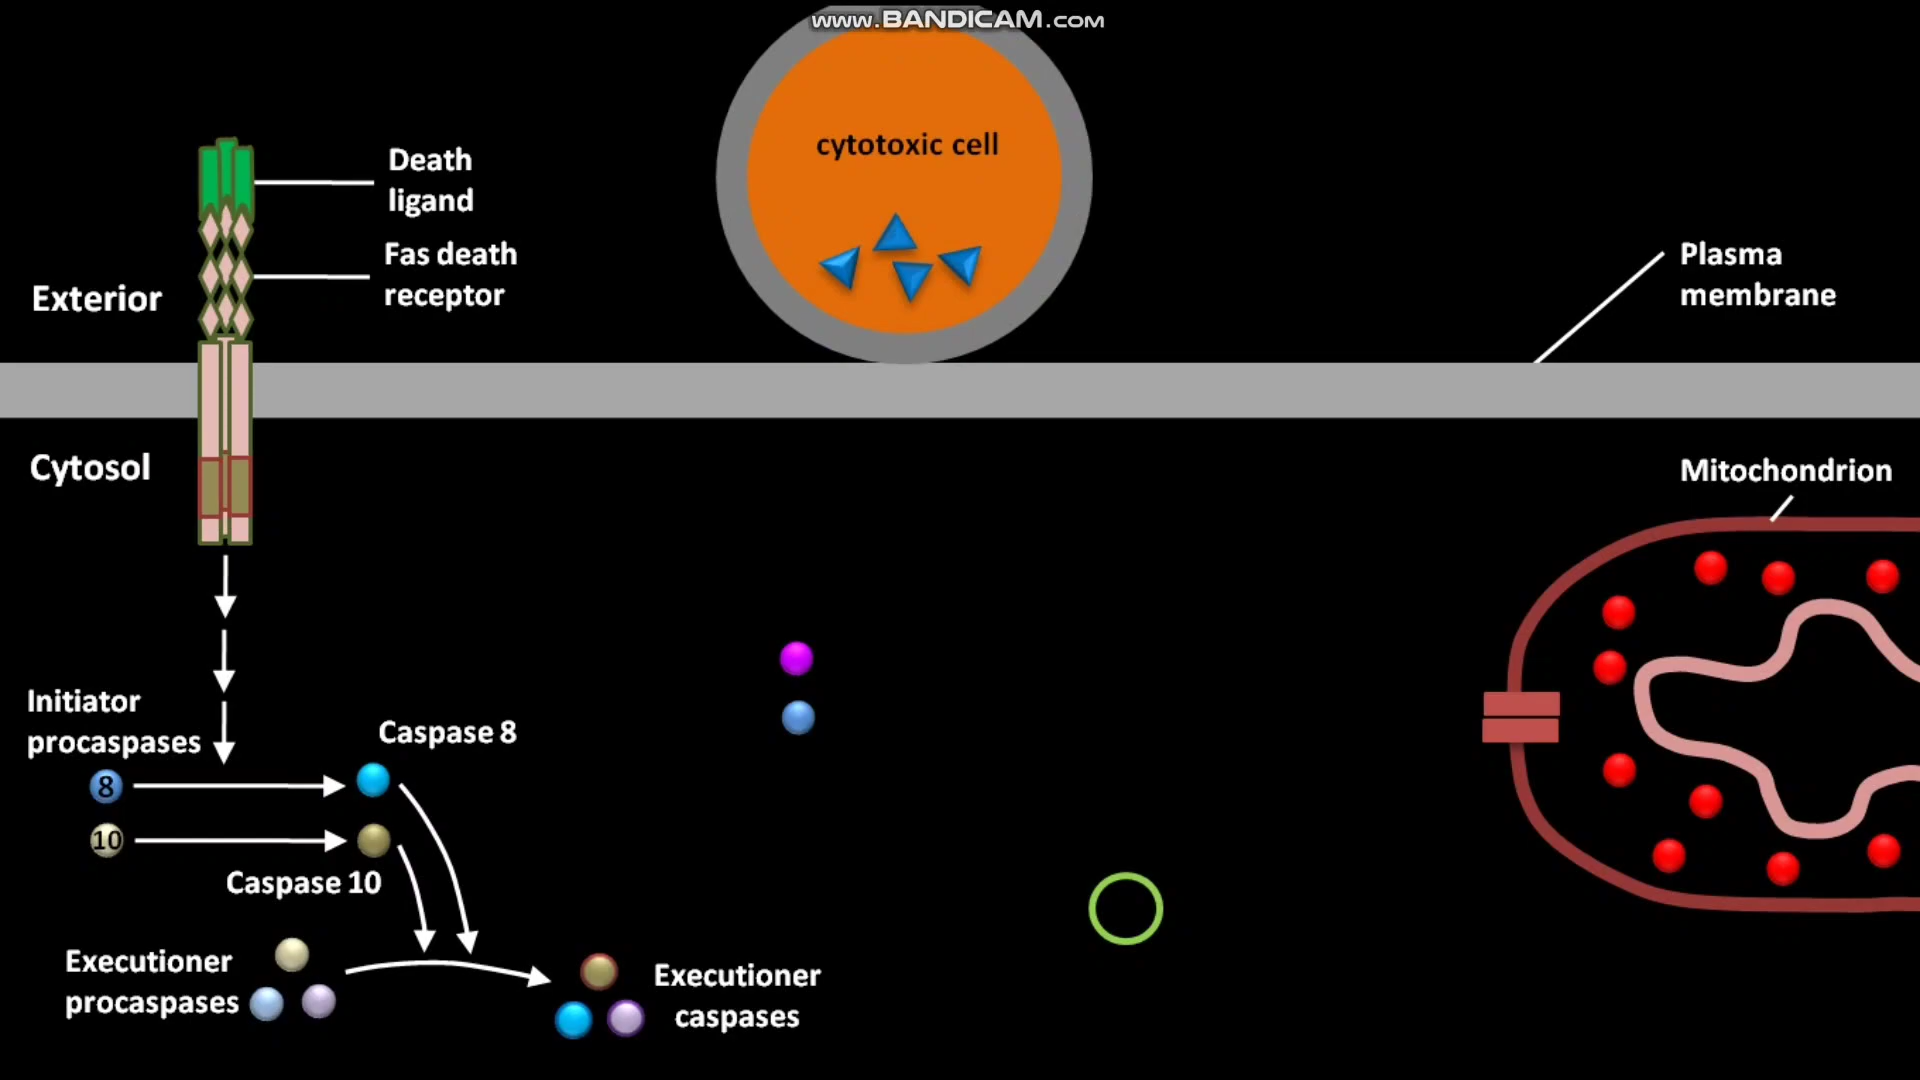 www.BANDICAM.com
cytotoxic cell
Death
ligand
Fas death
receptor
Exterior
Plasma
membrane
Cytosol
Mitochondrion
Initiator
procaspases
Caspase 8
8
10
Caspase 10
Executioner
procaspases
Executioner
caspases